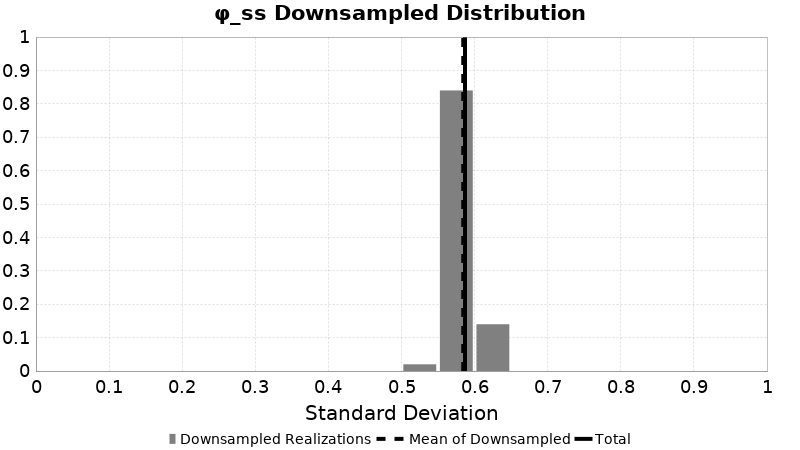 φ_ss Downsampled Distribution
1
0.9
0.8
0.7
0.6
0.5
0.4
0.3
0.2
0.1
0
0 0.1 0.2 0.3 0.4 0.5 0.6 0.7 0.8 0.9 1
Standard Deviation
Downsampled Realizations Mean of Downsampled Total